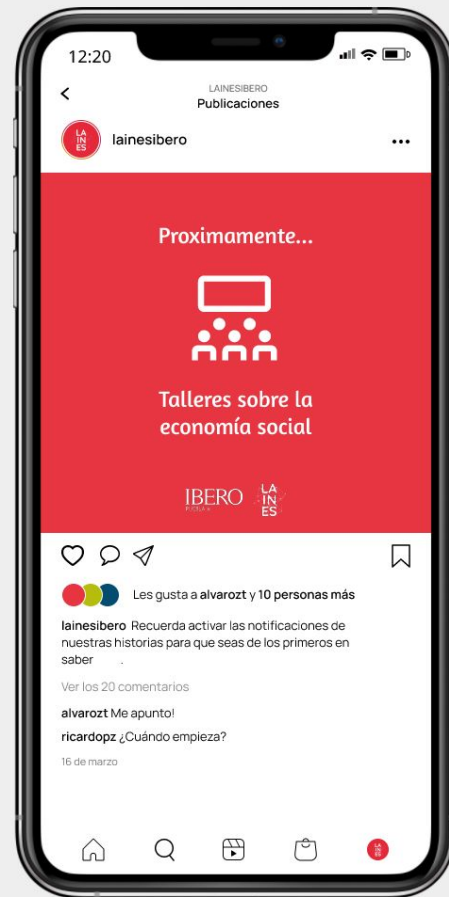 12:20
LAINESIBERO
Publicaciones
LA
IN
ES
lainesibero
Proximamente...
Talleres sobre la
economía social
IBERO
PUEBLA
LA
IN
ES
Les gusta a alvarozt y 10 personas más
lainesibero Recuerda activar las notificaciones de
nuestras historias para que seas de los primeros en
saber .
Ver los 20 comentarios
alvarozt Me apunto!
ricardopz ¿Cuándo empieza?
16 de marzo